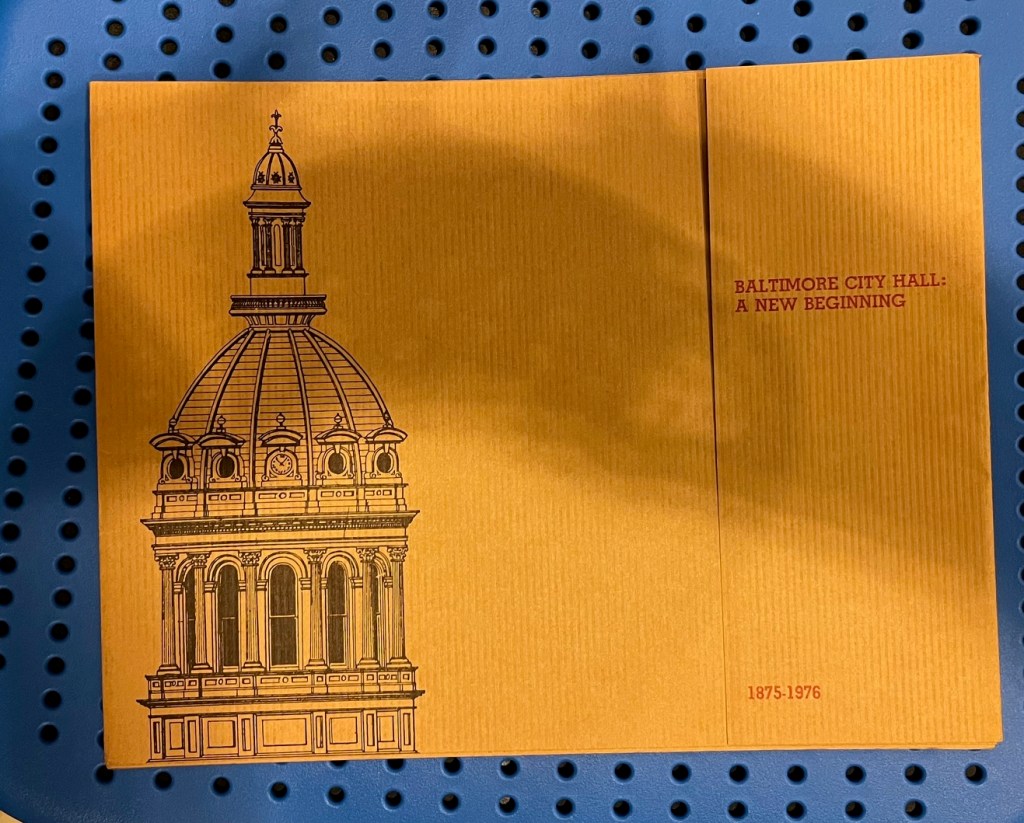 BALTIMORE CITY HALL:
A NEW BEGINNING
1875-1976